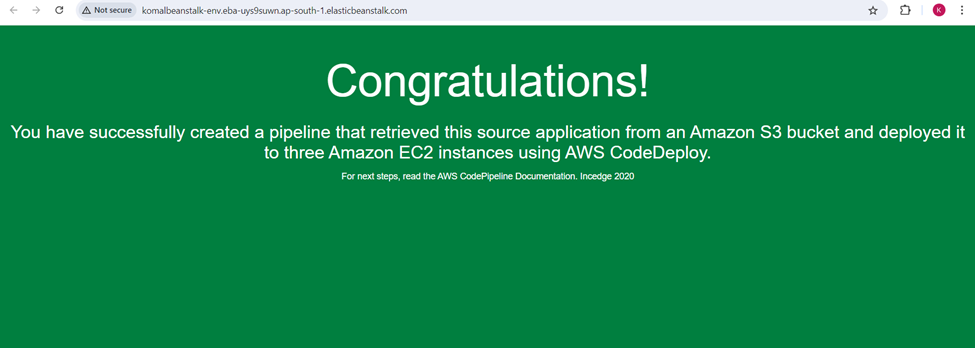 Not secure
komalbeanstalk-env.eba-uys9suwn.ap-south-1.elasticbeanstalk.com
K
Congratulations!
You have successfully created a pipeline that retrieved this source application from an Amazon S3 bucket and deployed it
to three Amazon EC2 instances using AWS CodeDeploy.
For next steps, read the AWS CodePipeline Documentation. Incedge 2020